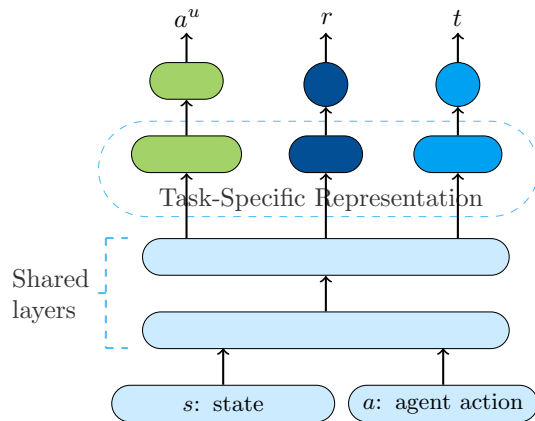 a^u r t
Task-Specific Representation
Shared
layers
s: state a: agent action